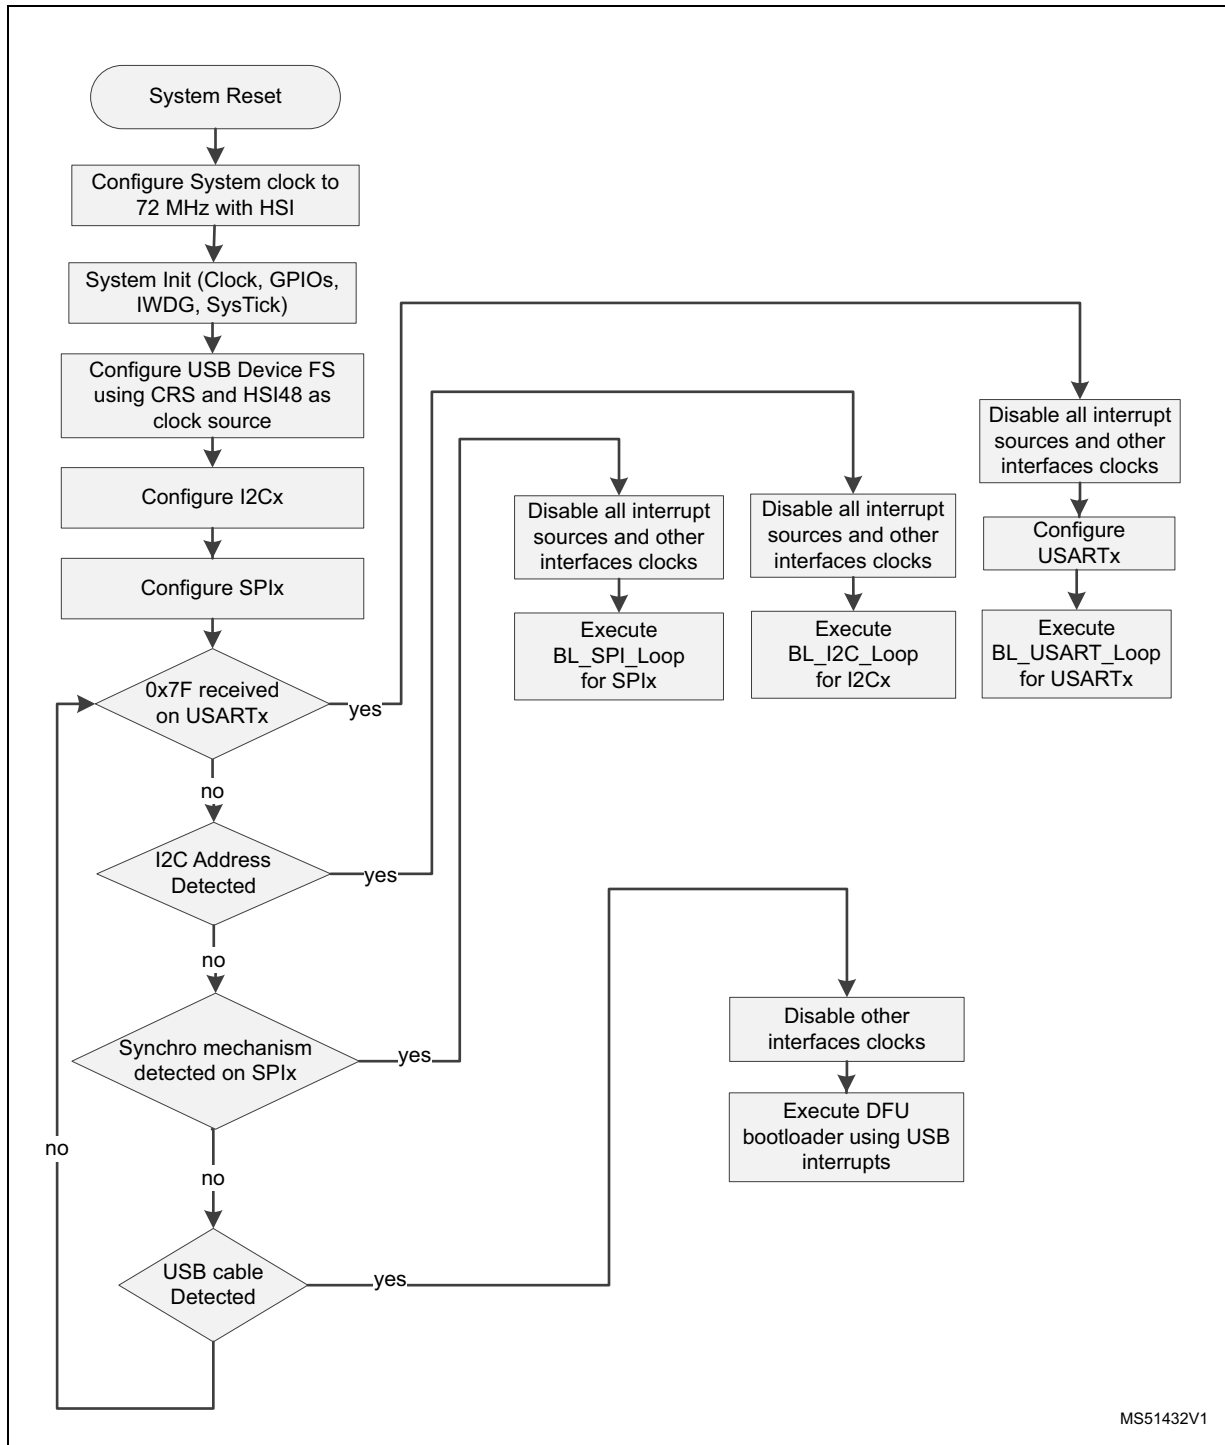 System Reset
Configure System clock to
72 MHz with HSI
System Init (Clock, GPIOs,
IWDG, SysTick)
Configure USB Device FS
using CRS and HSI48 as
clock source
Configure I2Cx
Configure SPIx
0x7F received
on USARTx
yes
no
I2C Address
Detected
yes
no
Synchro mechanism
detected on SPIx
yes
no
USB cable
Detected
yes
no
Disable all interrupt
sources and other
interfaces clocks
Execute
BL_SPI_Loop
for SPIx
Disable all interrupt
sources and other
interfaces clocks
Execute
BL_I2C_Loop
for I2Cx
Disable all interrupt
sources and other
interfaces clocks
Configure
USARTx
Execute
BL_USART_Loop
for USARTx
Disable other
interfaces clocks
Execute DFU
bootloader using USB
interrupts
MS51432V1